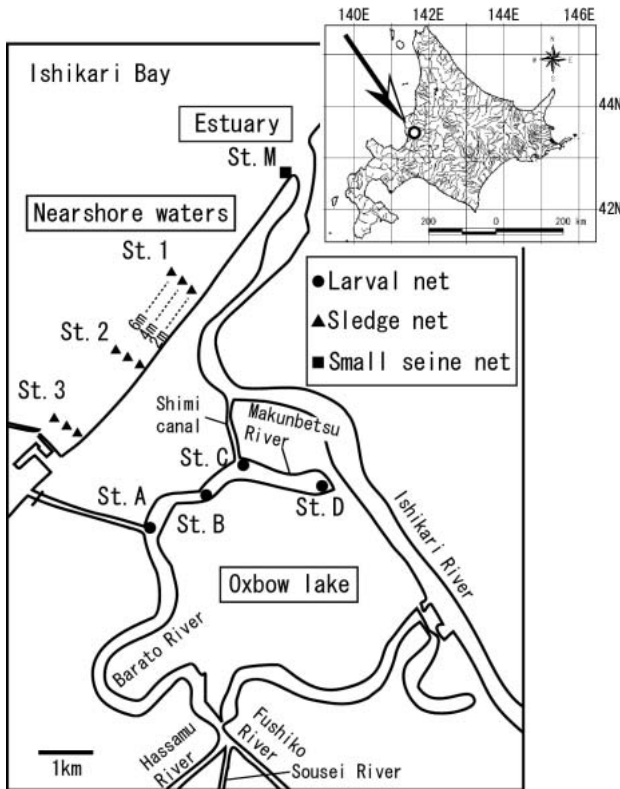 140E 142E 144E 146E
Ishikari Bay
N
W E
S
44N
42N
200 0 200 km
Estuary
St. M
Nearshore waters
St. 1
6m
4m
2m
St. 2
St. 3
Larval net
Sledge net
Small seine net
Shimi
canal
Makunbetsu
River
St. C
St. A
St. B
St. D
Ishikari River
Oxbow lake
Barato River
Hassamu
River
Fushiko
River
Sousei River
1km